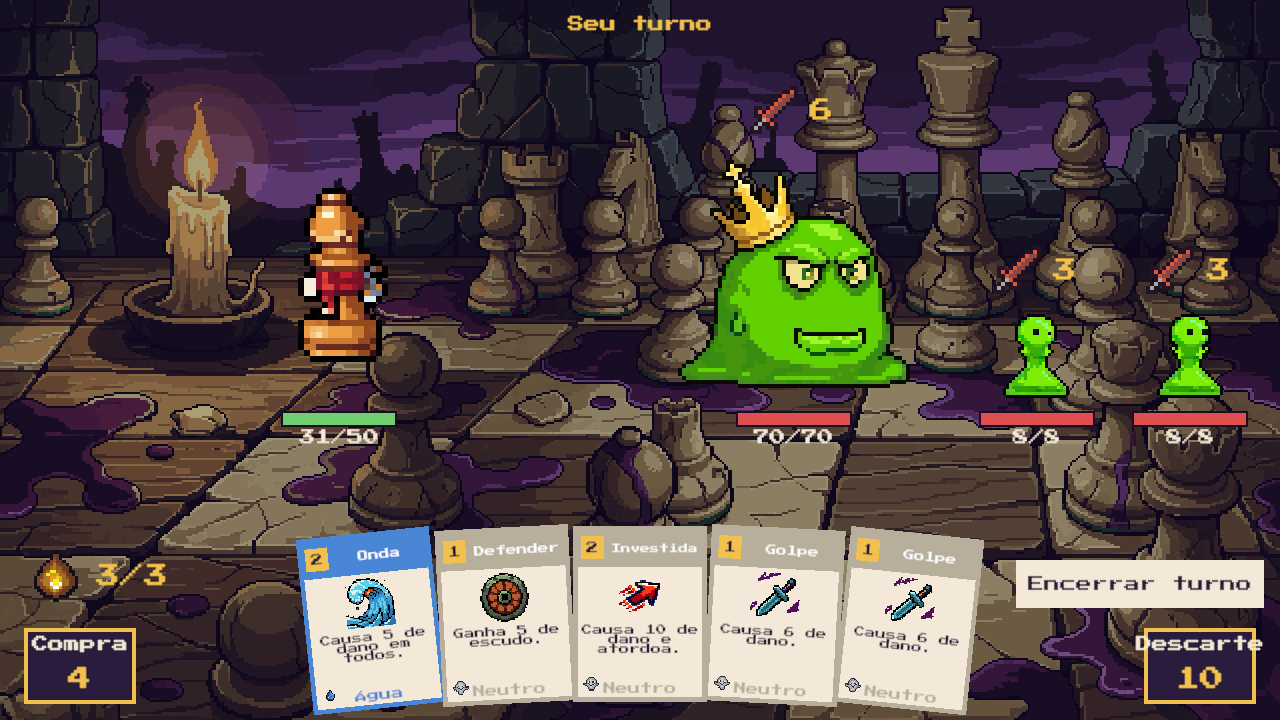 Seu turno
6
3
3
31/50
70/70
8/8
8/8
3/3
Compra
4
2 Onda
Causa 5 de
dano em
todos.
Água
1 Defender
Ganha 5 de
escudo.
Neutro
2 Investida
Causa 10 de
dano e
atordoa.
Neutro
1 Golpe
Causa 6 de
dano.
Neutro
1 Golpe
Causa 6 de
dano.
Neutro
Encerrar turno
Descarte
10